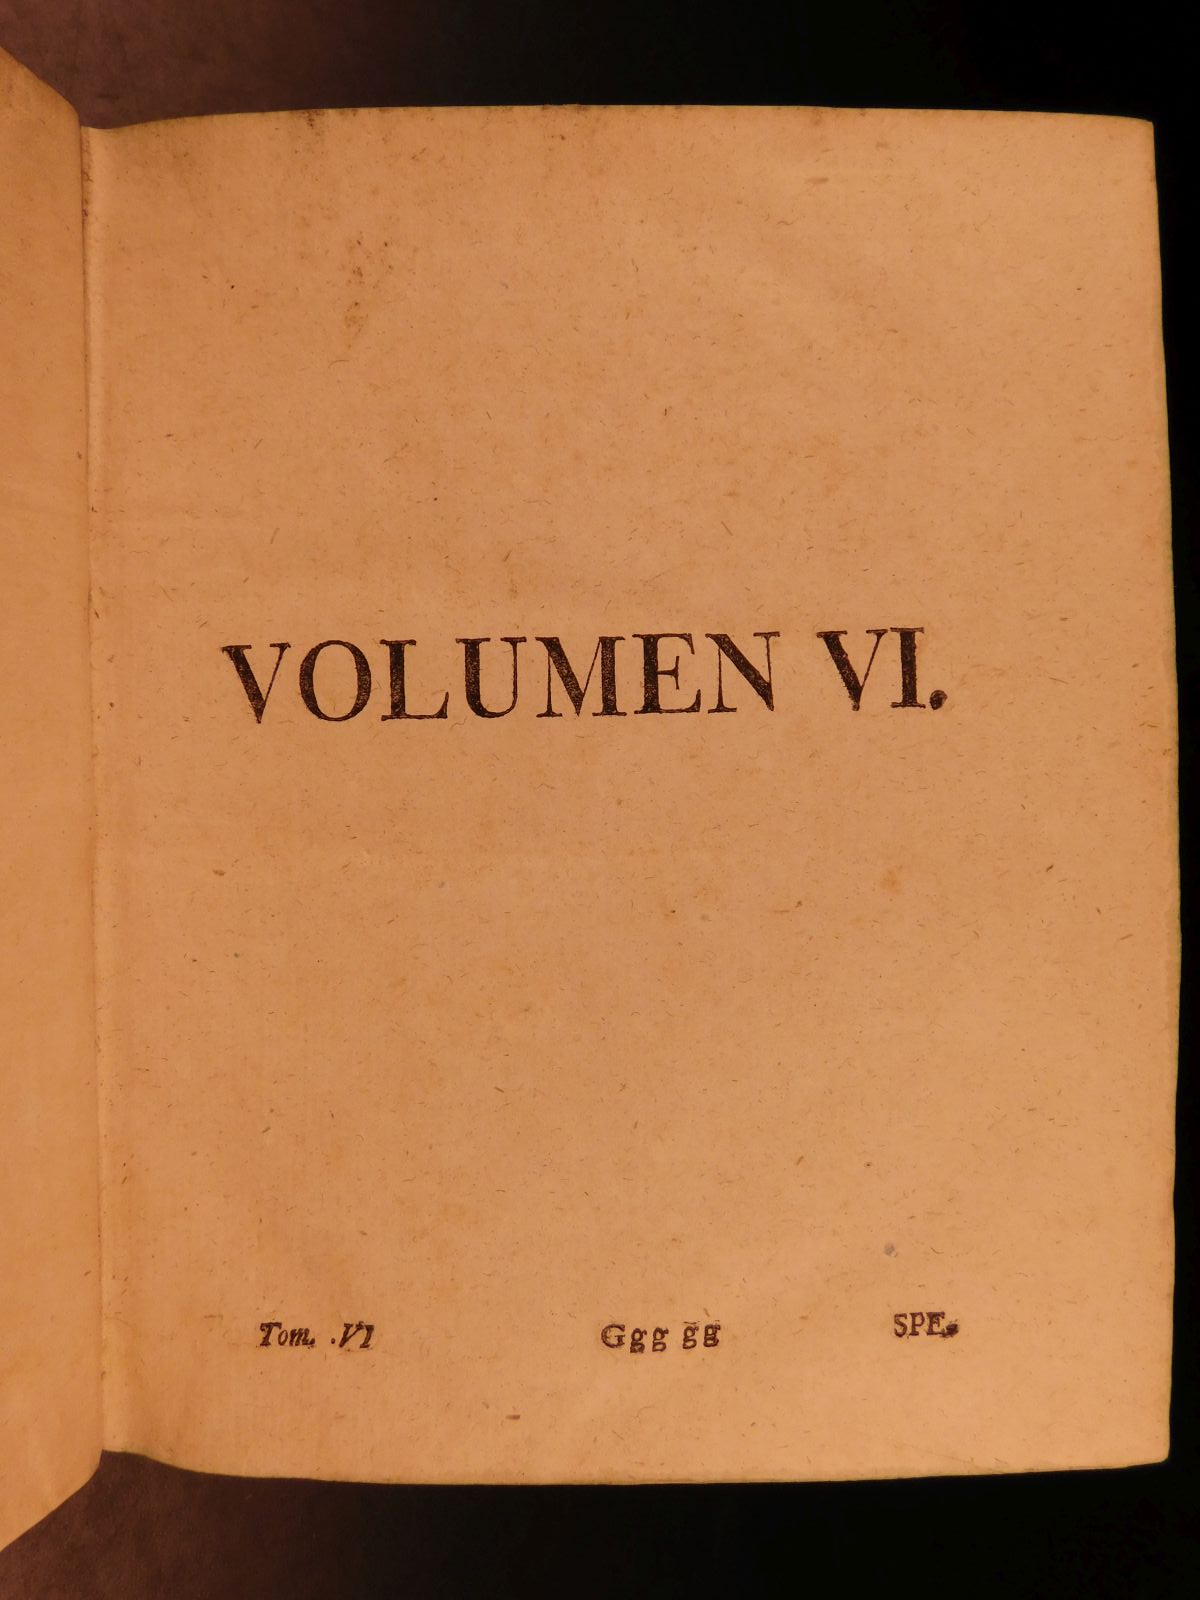 VOLUMEN VI.
Tom. .VI Ggg gg SPE.